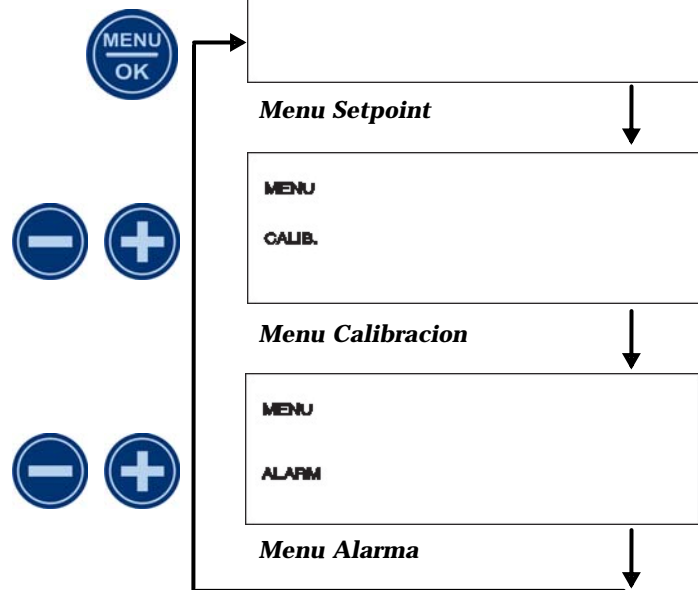 MENU
OK
Menu Setpoint
MENU
CALIB.
Menu Calibracion
MENU
ALARM
Menu Alarma